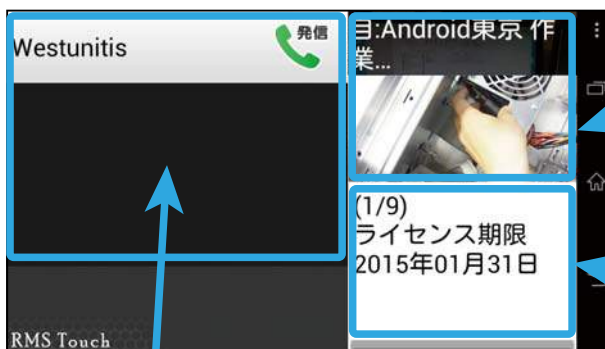 Westunitis
発信
目:Android東京 作
業...
(1/9)
ライセンス期限
2015年01月31日
RMS Touch